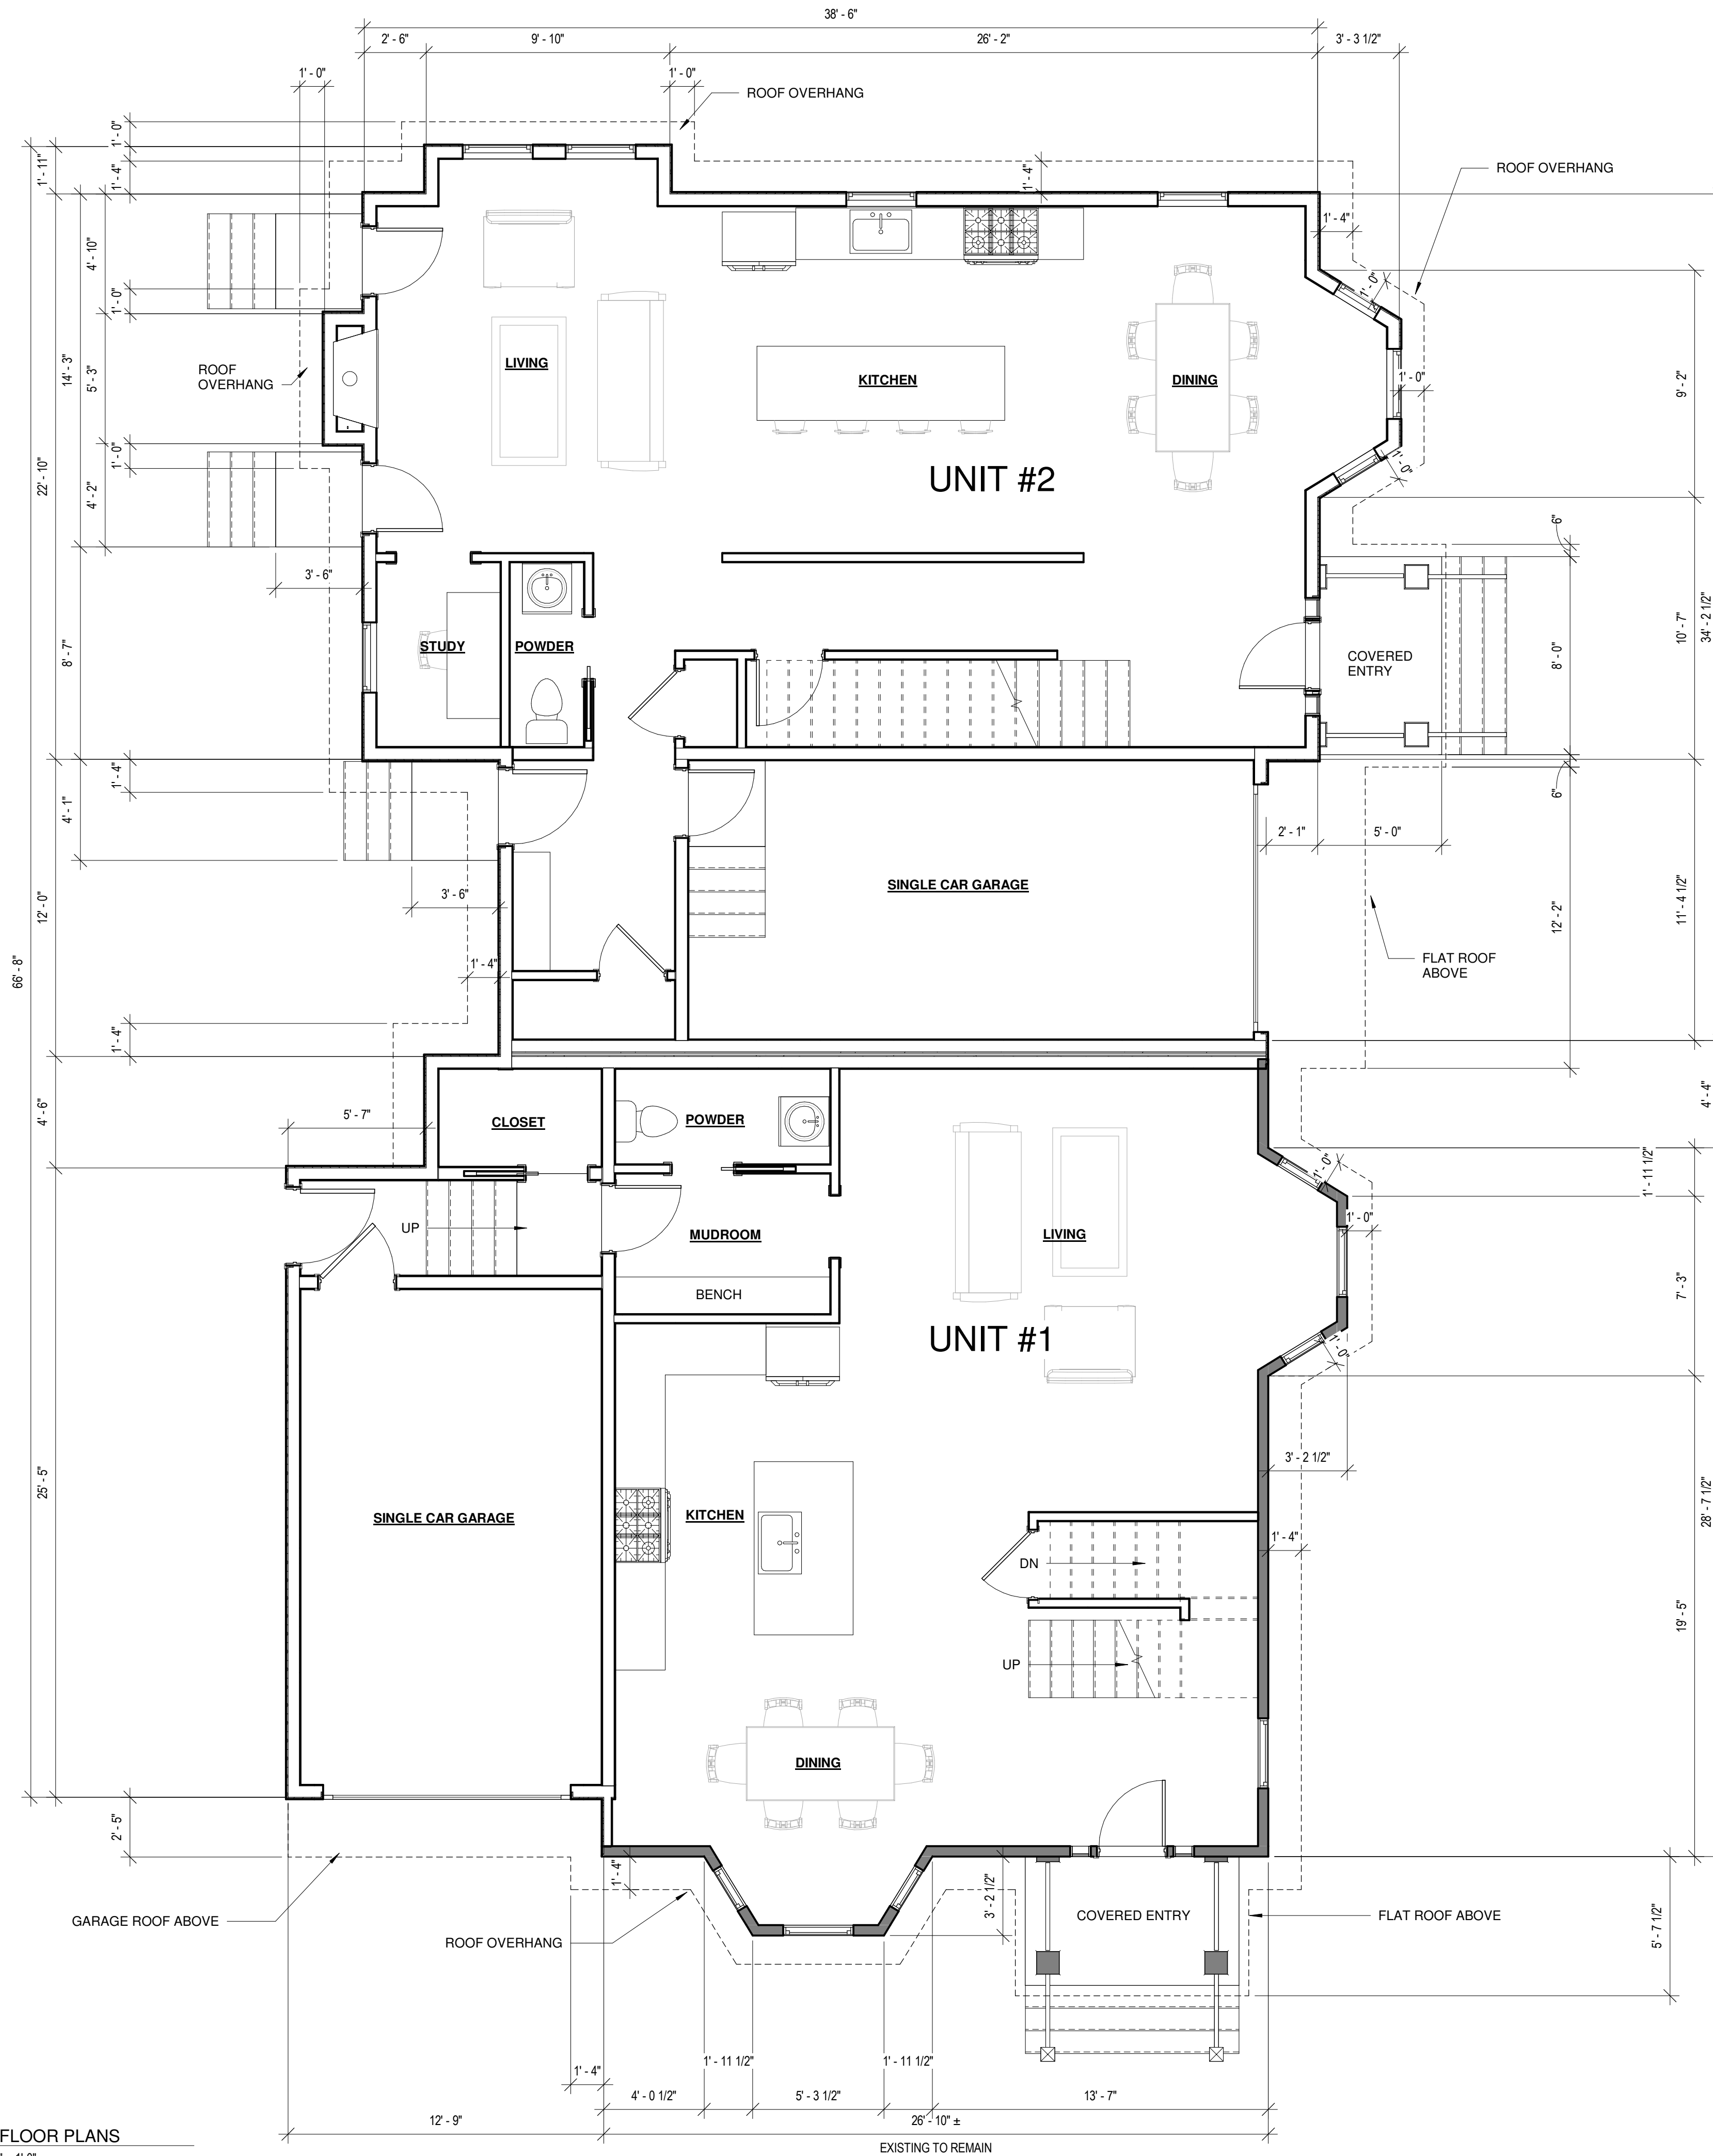 38' - 6"
2' - 6"
9' - 10"
26' - 2"
3' - 3 1/2"
1' - 0"
1' - 0"
ROOF OVERHANG
1' - 0"
1' - 11"
1' - 4"
1' - 4"
ROOF OVERHANG
1' - 4"
4' - 10"
1' - 0"
1' - 0"
14' - 3"
5' - 3"
ROOF
OVERHANG
LIVING
KITCHEN
DINING
1' - 0"
9' - 2"
1' - 0"
22' - 10"
4' - 2"
UNIT #2
1' - 0"
6"
3' - 6"
8' - 7"
STUDY
POWDER
COVERED
ENTRY
8' - 0"
10' - 7"
34' - 2 1/2"
1' - 4"
4' - 1"
6"
2' - 1"
5' - 0"
3' - 6"
SINGLE CAR GARAGE
12' - 0"
12' - 2"
11' - 4 1/2"
66' - 8"
1' - 4"
FLAT ROOF
ABOVE
1' - 4"
4' - 6"
5' - 7"
CLOSET
POWDER
4' - 4"
1' - 0"
1' - 11 1/2"
UP
MUDROOM
LIVING
1' - 0"
7' - 3"
BENCH
UNIT #1
1' - 0"
3' - 2 1/2"
25' - 5"
SINGLE CAR GARAGE
KITCHEN
28' - 7 1/2"
1' - 4"
DN
19' - 5"
UP
DINING
2' - 5"
1' - 4"
3' - 2 1/2"
GARAGE ROOF ABOVE
ROOF OVERHANG
COVERED ENTRY
FLAT ROOF ABOVE
5' - 7 1/2"
1' - 4"
1' - 11 1/2"
1' - 11 1/2"
4' - 0 1/2"
5' - 3 1/2"
13' - 7"
12' - 9"
26' - 10" ±
EXISTING TO REMAIN
FLOOR PLANS